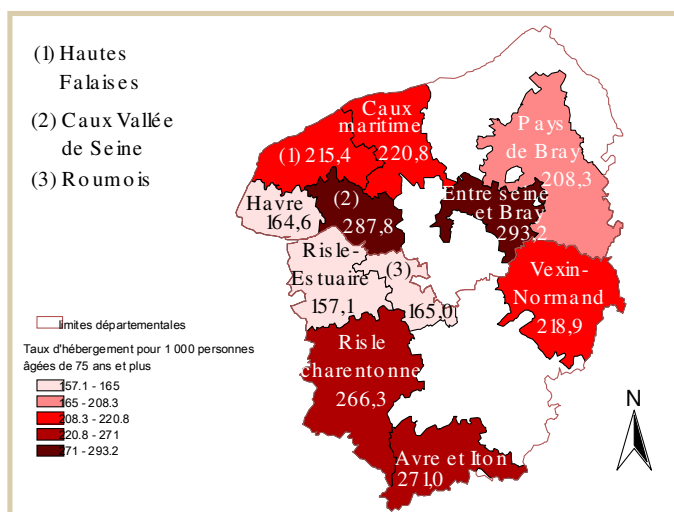 (1) Hautes
Falaises
(2) Caux Vallée
de Seine
(3) Roumois
Caux
maritime
220,8
(1) 215,4
Pays
de Bray
208,3
Havre
164,6
(2)
287,8
Entre seine
et Bray
293,2
Risle-
Estuaire
157,1
(3)
165,0
Vexin-
Normand
218,9
Risle
charentonne
266,3
Avre et Iton
271,0
limites départementales
Taux d'hébergement pour 1 000 personnes
âgées de 75 ans et plus
157.1 - 165
165 - 208.3
208.3 - 220.8
220.8 - 271
271 - 293.2
N